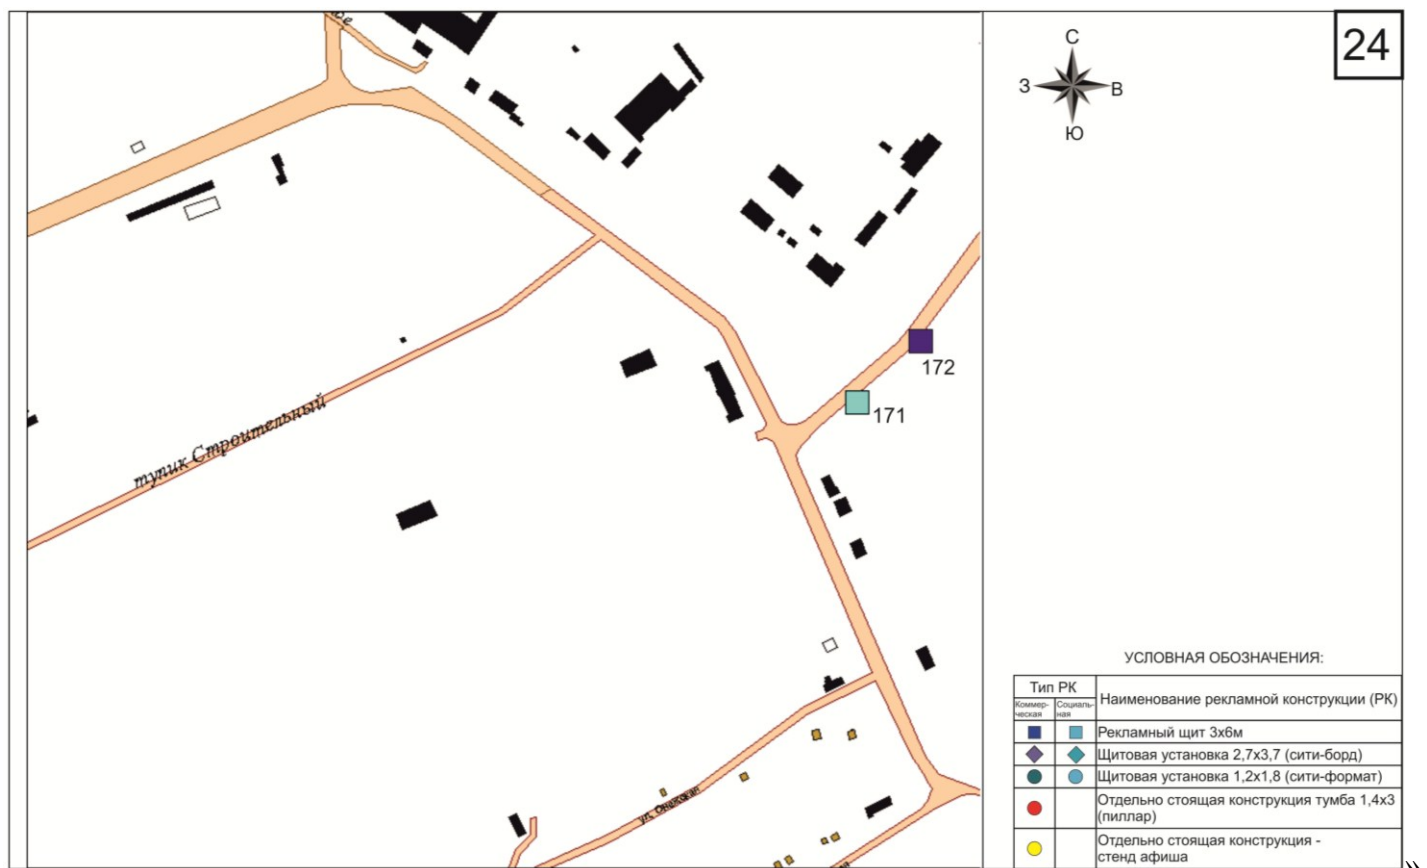 24
С
З
В
Ю
тупик Строительный
172
171
УСЛОВНАЯ ОБОЗНАЧЕНИЯ:
Тип РК
Наименование рекламной конструкции (РК)
Коммер-
ческая
Социаль-
ная
Рекламный щит 3х6м
Щитовая установка 2,7х3,7 (сити-борд)
Щитовая установка 1,2х1,8 (сити-формат)
Отдельно стоящая конструкция тумба 1,4х3
(пиллар)
Отдельно стоящая конструкция -
стенд афиша
ул.
»